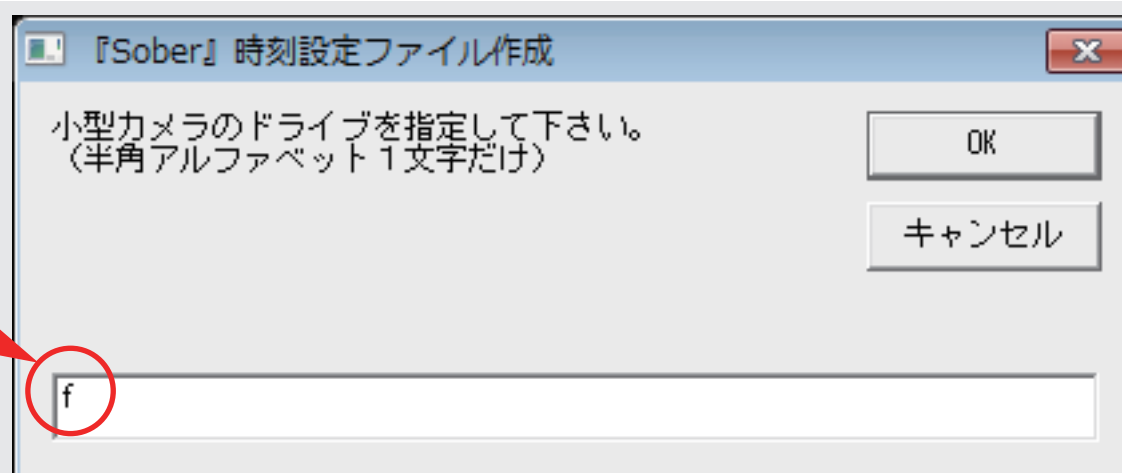 『Sober』時刻設定ファイル作成
小型カメラのドライブを指定して下さい。
（半角アルファベット１文字だけ）
OK
キャンセル
f